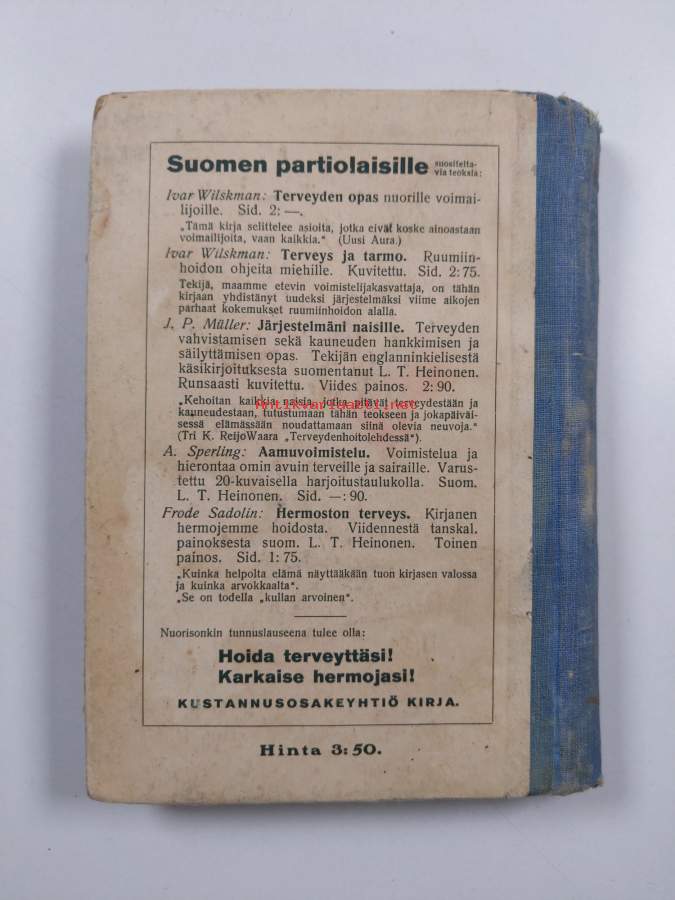 Suomen partiolaisille suositelta-
via teoksia:
Ivar Wilskman: Terveyden opas nuorille voimai-
lijoille. Sid. 2: —.
„Tämä kirja selittelee asioita, jotka eivät koske ainoastaan
voimailijoita, vaan kaikkia.“ (Uusi Aura.)
Ivar Wilskman: Terveys ja tarmo. Ruumiin-
hoidon ohjeita miehille. Kuvitettu. Sid. 2:75.
Tekijä, maamme etevin voimistelijakasvattaja, on tähän
kirjaan yhdistänyt uudeksi järjestelmäksi viime aikojen
parhaat kokemukset ruumiinhoidon alalla.
J. P. Müller: Järjestelmäni naisille. Terveyden
vahvistamisen sekä kauneuden hankkimisen ja
säilyttämisen opas. Tekijän englanninkielisestä
käsikirjoituksesta suomentanut L. T. Heinonen.
Runsaasti kuvitettu. Viides painos. 2:90.
„Kehoitan kaikkia naisia, jotka pitävät terveydestään ja
Antikvariaatti.net
kauneudestaan, tutustumaan tähän teokseen ja jokapäiväi-
sessä elämässään noudattamaan siinä olevia neuvoja.“
(Tri K. ReijoWaara „Terveydenhoitolehdessä“).
A. Sperling: Aamuvoimistelu. Voimistelua ja
hierontaa omin avuin terveille ja sairaille. Varus-
tettu 20-kuvaisella harjoitustaulukolla. Suom.
L. T. Heinonen. Sid. —: 90.
Frode Sadolin: Hermoston terveys. Kirjanen
hermojemme hoidosta. Viidennestä tanskal.
painoksesta suom. L. T. Heinonen. Toinen
painos. Sid. 1: 75.
„Kuinka helpolta elämä näyttääkään tuon kirjasen valossa
ja kuinka arvokkaalta“.
„Se on todella „kullan arvoinen“.
Nuorisonkin tunnuslauseena tulee olla:
Hoida terveyttäsi!
Karkaise hermojasi!
KUSTANNUSOSAKEYHTIÖ KIRJA.
Hinta 3:50.